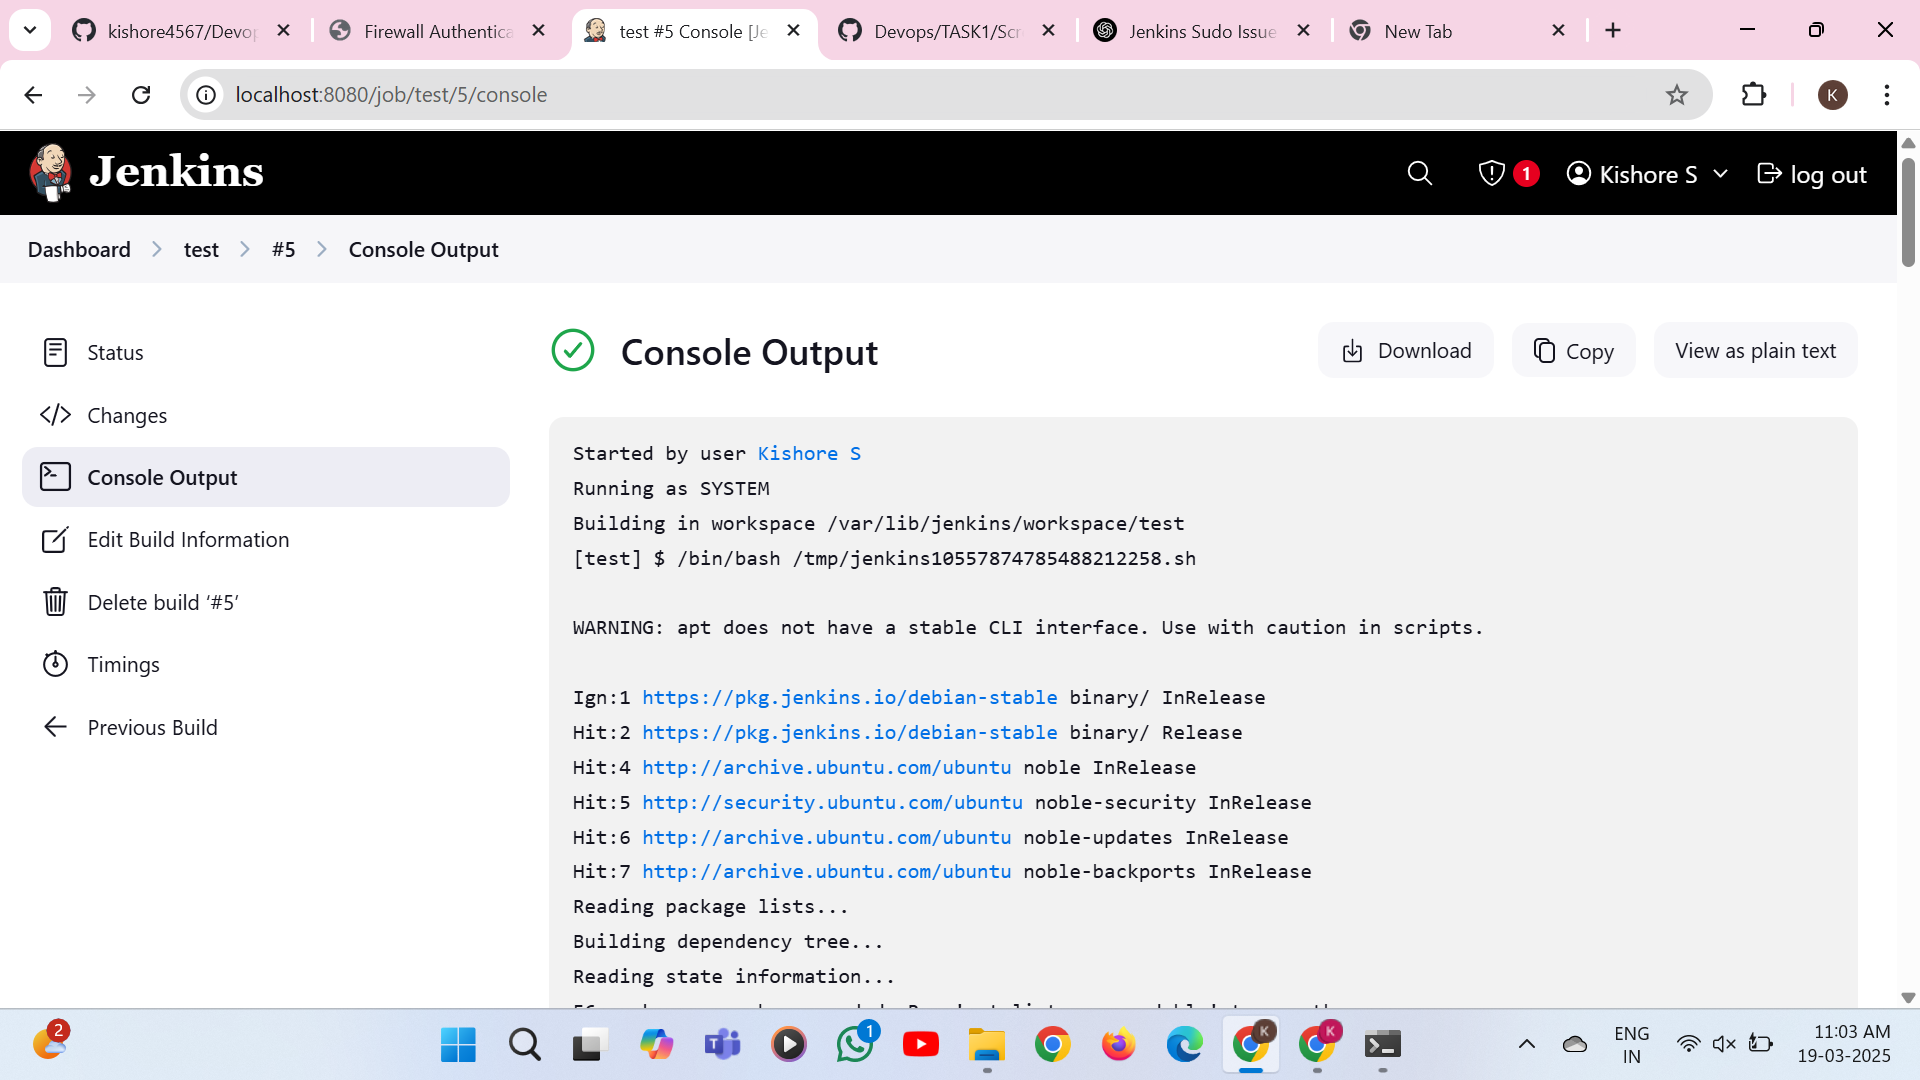 kishore4567/Devop
Firewall Authentica
test #5 Console [Je
Devops/TASK1/Scr
Jenkins Sudo Issue
New Tab
localhost:8080/job/test/5/console
K
Jenkins
1
Kishore S
log out
Dashboard
test
#5
Console Output
Status
Changes
Console Output
Edit Build Information
Delete build ‘#5’
Timings
Previous Build
Console Output
Download
Copy
View as plain text
Started by user Kishore S
Running as SYSTEM
Building in workspace /var/lib/jenkins/workspace/test
[test] $ /bin/bash /tmp/jenkins10557874785488212258.sh
WARNING: apt does not have a stable CLI interface. Use with caution in scripts.
Ign:1 https://pkg.jenkins.io/debian-stable binary/ InRelease
Hit:2 https://pkg.jenkins.io/debian-stable binary/ Release
Hit:4 http://archive.ubuntu.com/ubuntu noble InRelease
Hit:5 http://security.ubuntu.com/ubuntu noble-security InRelease
Hit:6 http://archive.ubuntu.com/ubuntu noble-updates InRelease
Hit:7 http://archive.ubuntu.com/ubuntu noble-backports InRelease
Reading package lists...
Building dependency tree...
Reading state information...
2
1
K
K
ENG
IN
11:03 AM
19-03-2025